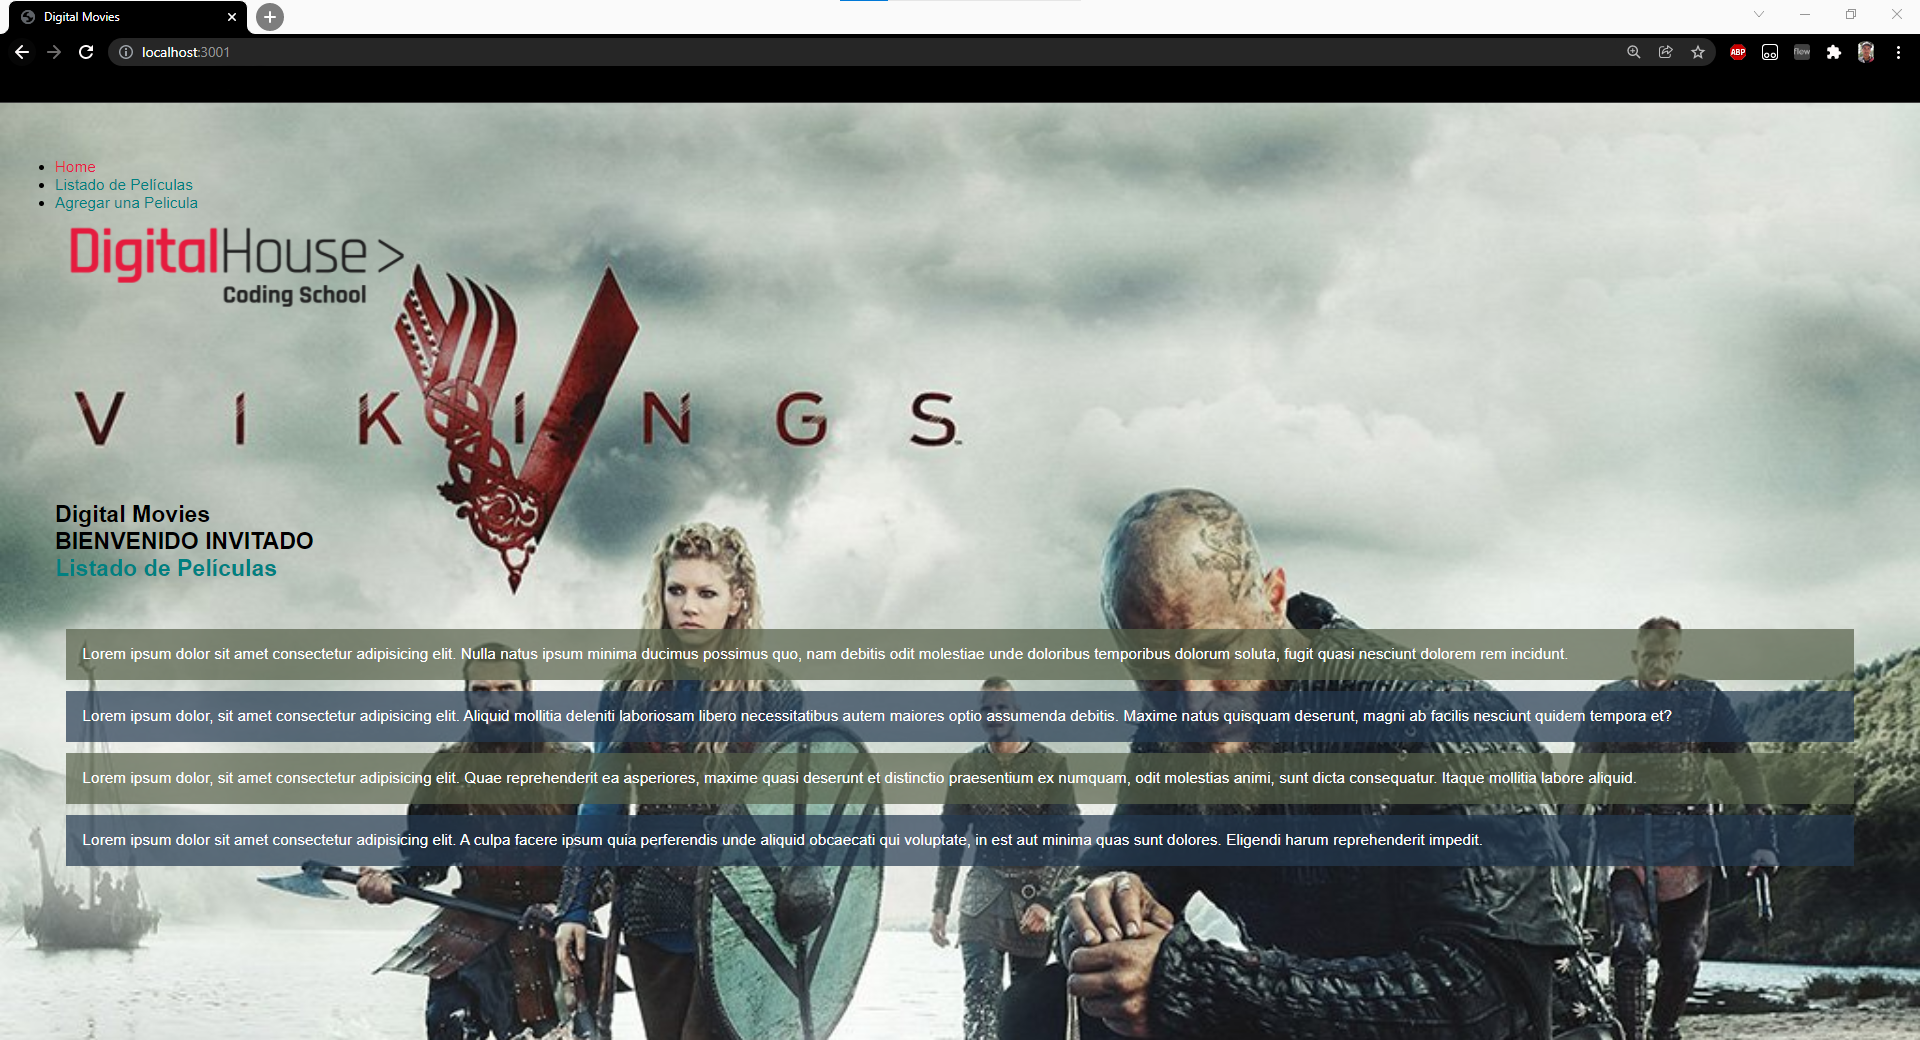 Digital Movies
localhost:3001
ABP
flow
Home
Listado de Películas
Agregar una Pelicula
DigitalHouse>
Coding School
VIKINGS
Digital Movies
BIENVENIDO INVITADO
Listado de Películas
Lorem ipsum dolor sit amet consectetur adipisicing elit. Nulla natus ipsum minima ducimus possimus quo, nam debitis odit molestiae unde doloribus temporibus dolorum soluta, fugit quasi nesciunt dolorem rem incidunt.
Lorem ipsum dolor, sit amet consectetur adipisicing elit. Aliquid mollitia deleniti laboriosam libero necessitatibus autem maiores optio assumenda debitis. Maxime natus quisquam deserunt, magni ab facilis nesciunt quidem tempora et?
Lorem ipsum dolor, sit amet consectetur adipisicing elit. Quae reprehenderit ea asperiores, maxime quasi deserunt et distinctio praesentium ex numquam, odit molestias animi, sunt dicta consequatur. Itaque mollitia labore aliquid.
Lorem ipsum dolor sit amet consectetur adipisicing elit. A culpa facere ipsum quia perferendis unde aliquid obcaecati qui voluptate, in est aut minima quas sunt dolores. Eligendi harum reprehenderit impedit.